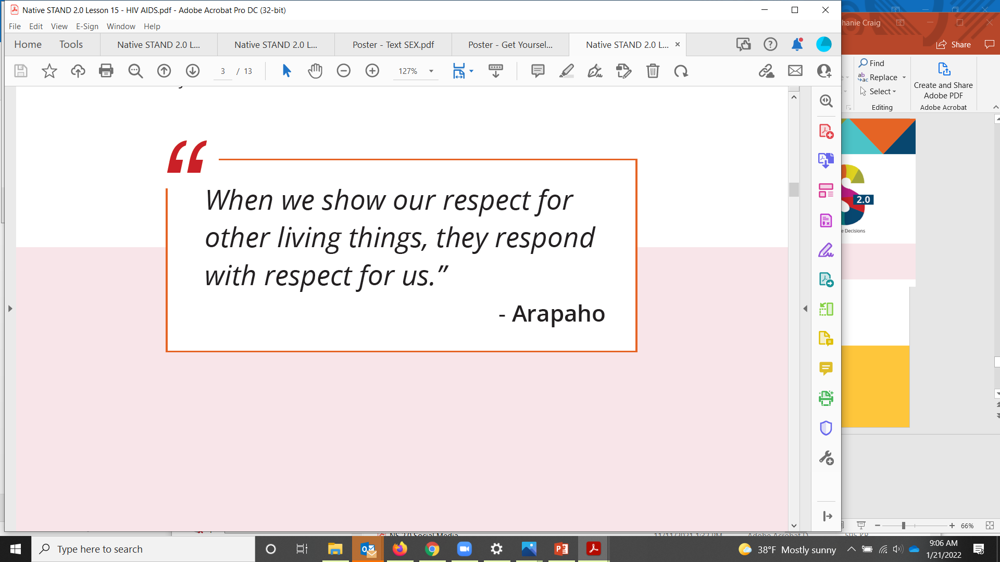 Native STAND 2.0 Lesson 15 - HIV AIDS.pdf - Adobe Acrobat Pro DC (32-bit)
File Edit View E-Sign Window Help
Home Tools Native STAND 2.0 L... Native STAND 2.0 L... Poster - Text SEX.pdf Poster - Get Yoursel... Native STAND 2.0 L...
3 / 13 127%
“
When we show our respect for
other living things, they respond
with respect for us.”
- Arapaho
hanie Craig
Share
Find
Replace
Select
Editing
Create and Share
Adobe PDF
Adobe Acrobat
2.0
e Decisions
66%
Type here to search
38°F Mostly sunny
9:06 AM
1/21/2022